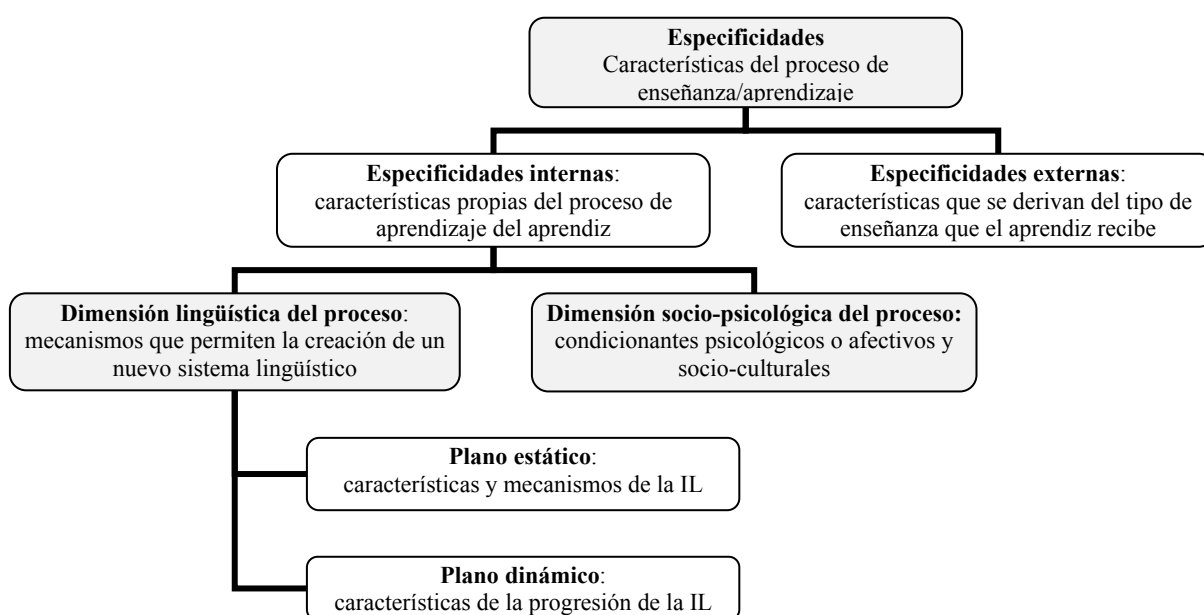 Especificidades
Características del proceso de
enseñanza/aprendizaje
Especificidades internas:
características propias del proceso de
aprendizaje del aprendiz
Especificidades externas:
características que se derivan del tipo de
enseñanza que el aprendiz recibe
Dimensión lingüística del proceso:
mecanismos que permiten la creación de un
nuevo sistema lingüístico
Dimensión socio-psicológica del proceso:
condicionantes psicológicos o afectivos y
socio-culturales
Plano estático:
características y mecanismos de la IL
Plano dinámico:
características de la progresión de la IL